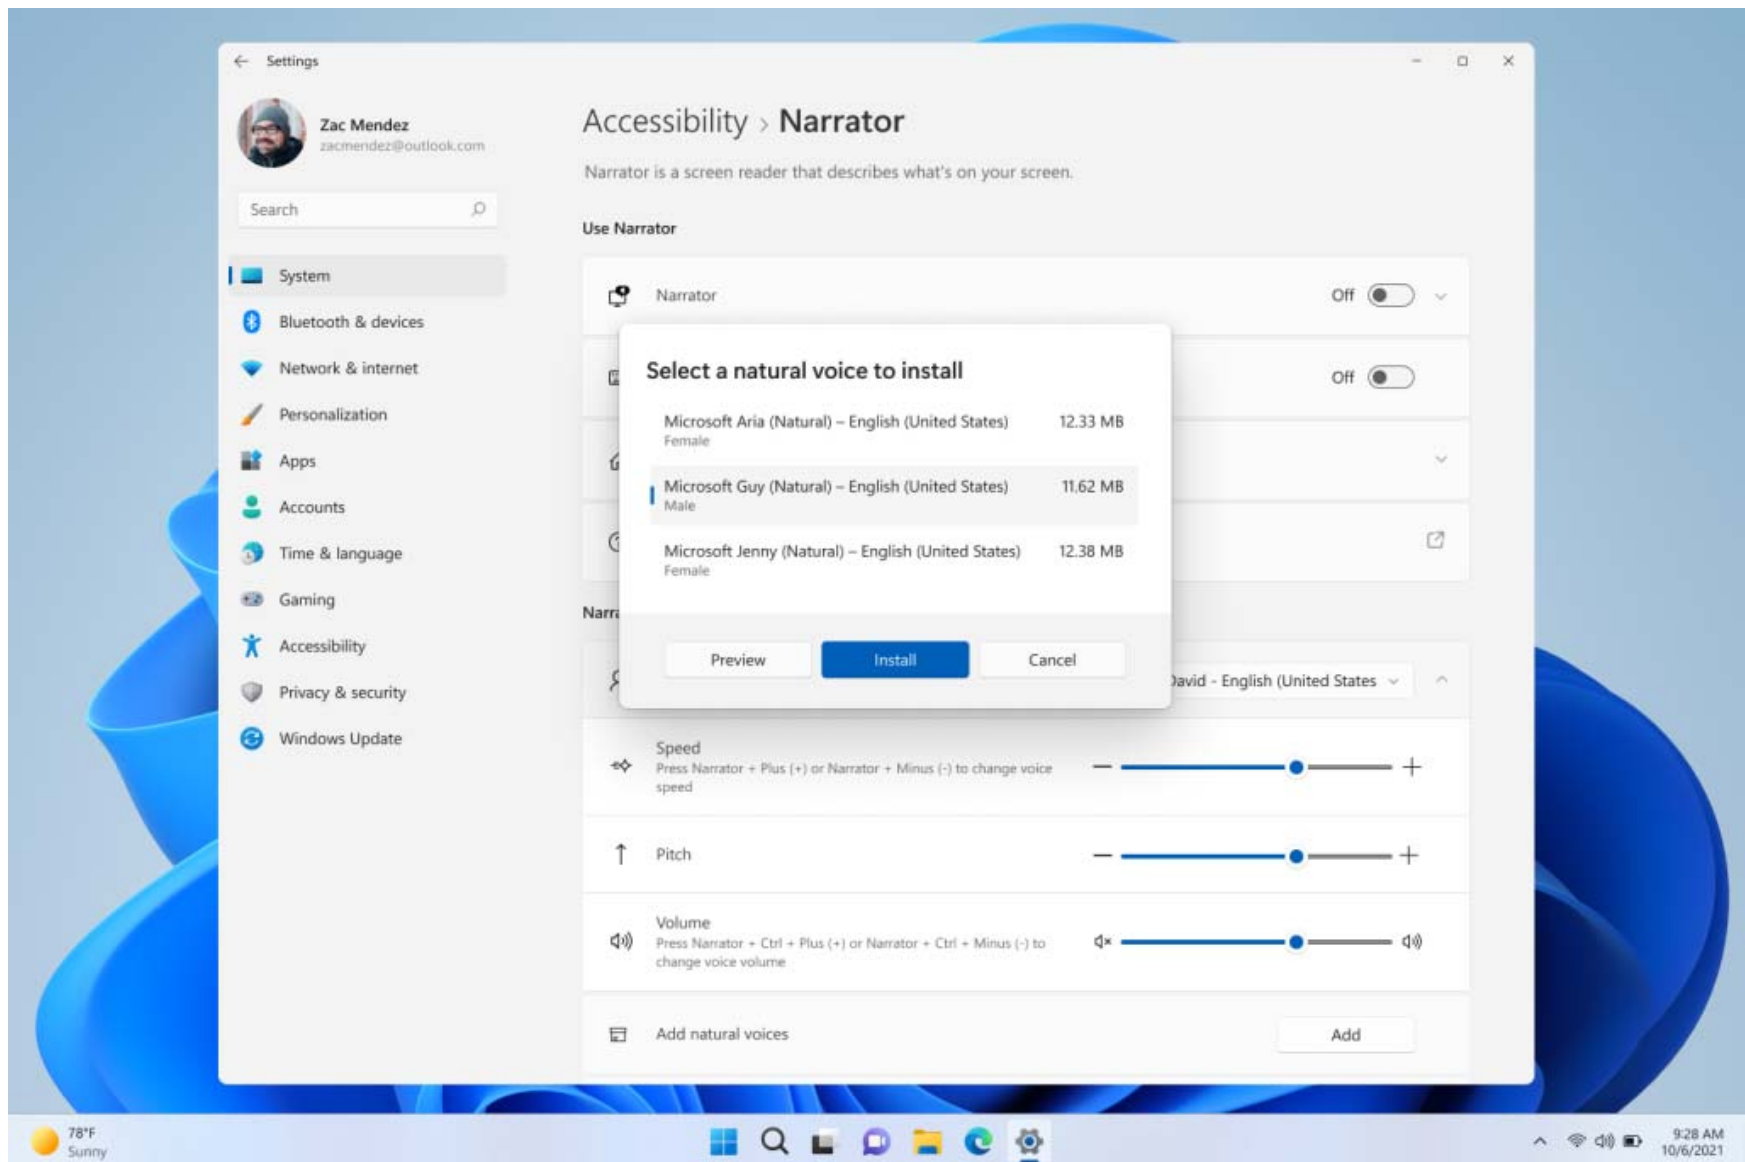 Settings
Zac Mendez
zacmendez@outlook.com
Search
System
Bluetooth & devices
Network & internet
Personalization
Apps
Accounts
Time & language
Gaming
Accessibility
Privacy & security
Windows Update
Accessibility › Narrator
Narrator is a screen reader that describes what's on your screen.
Use Narrator
Narrator
Off
Off
Select a natural voice to install
Microsoft Aria (Natural) – English (United States) 12.33 MB
Female
Microsoft Guy (Natural) – English (United States) 11.62 MB
Male
Microsoft Jenny (Natural) – English (United States) 12.38 MB
Female
Preview
Install
Cancel
English (United States
Speed
Press Narrator + Plus (+) or Narrator + Minus (-) to change voice
speed
Pitch
Volume
Press Narrator + Ctrl + Plus (+) or Narrator + Ctrl + Minus (-) to
change voice volume
Add natural voices
Add
78°F
Sunny
9:28 AM
10/6/2021